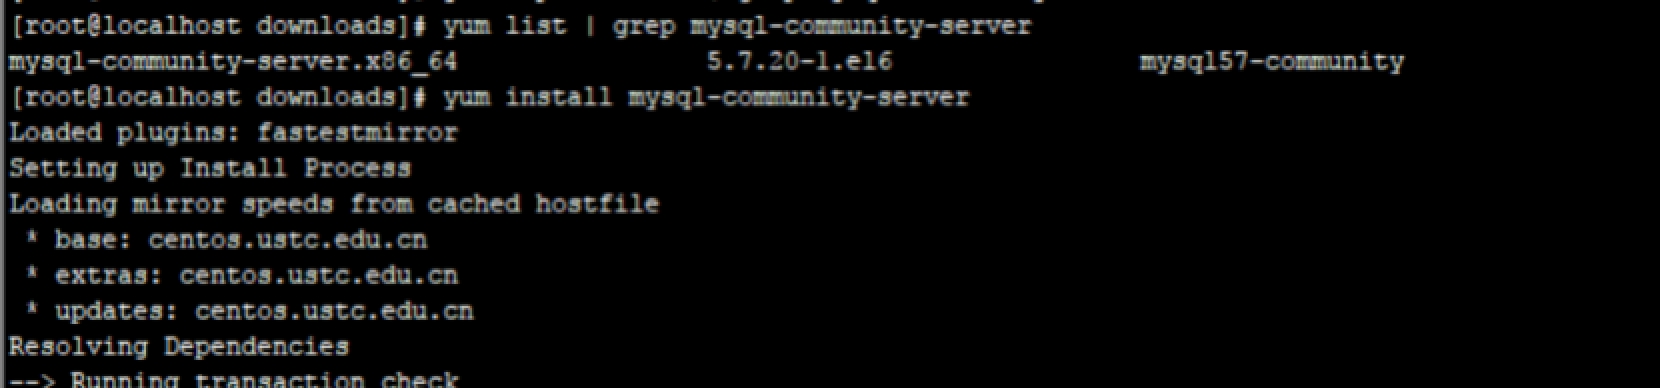 [root@localhost downloads]# yum list | grep mysql-community-server
mysql-community-server.x86_64 5.7.20-1.el6 mysql57-community
[root@localhost downloads]# yum install mysql-community-server
Loaded plugins: fastestmirror
Setting up Install Process
Loading mirror speeds from cached hostfile
* base: centos.ustc.edu.cn
* extras: centos.ustc.edu.cn
* updates: centos.ustc.edu.cn
Resolving Dependencies
--> Running transaction check